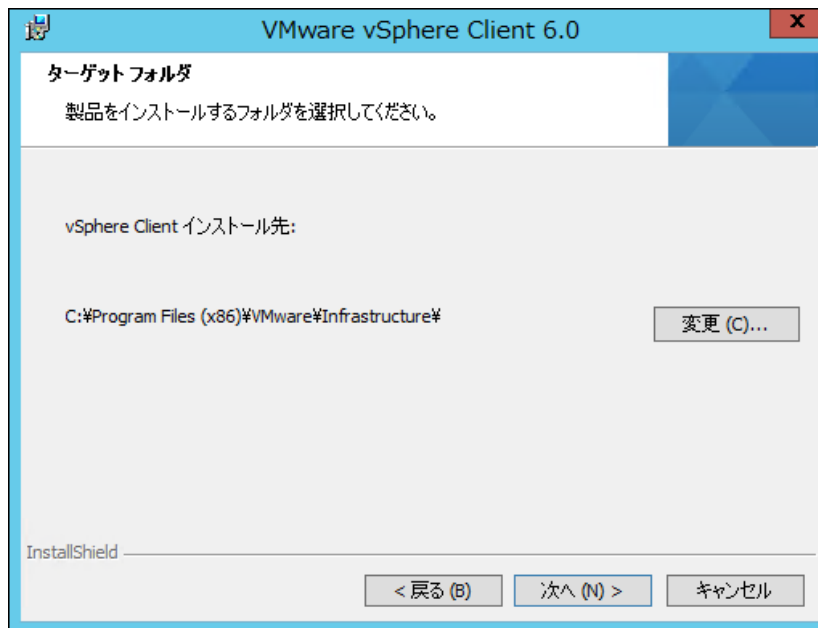 VMware vSphere Client 6.0
x
ターゲット フォルダ
製品をインストールするフォルダを選択してください。
vSphere Client インストール先:
C:¥Program Files (x86)¥VMware¥Infrastructure¥
変更 (C)...
InstallShield
< 戻る (B)
次へ (N) >
キャンセル